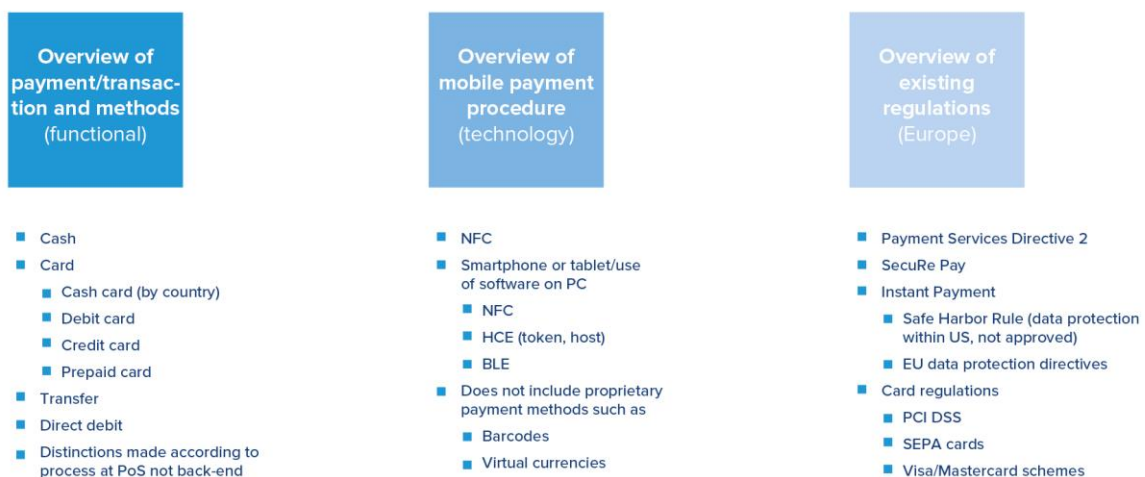 Overview of
payment/transac-
tion and methods
(functional)
Cash
Card
Cash card (by country)
Debit card
Credit card
Prepaid card
Transfer
Direct debit
Distinctions made according to
process at PoS not back-end
Overview of
mobile payment
procedure
(technology)
NFC
Smartphone or tablet/use
of software on PC
NFC
HCE (token, host)
BLE
Does not include proprietary
payment methods such as
Barcodes
Virtual currencies
Overview of
existing
regulations
(Europe)
Payment Services Directive 2
SecuRe Pay
Instant Payment
Safe Harbor Rule (data protection
within US, not approved)
EU data protection directives
Card regulations
PCI DSS
SEPA cards
Visa/Mastercard schemes